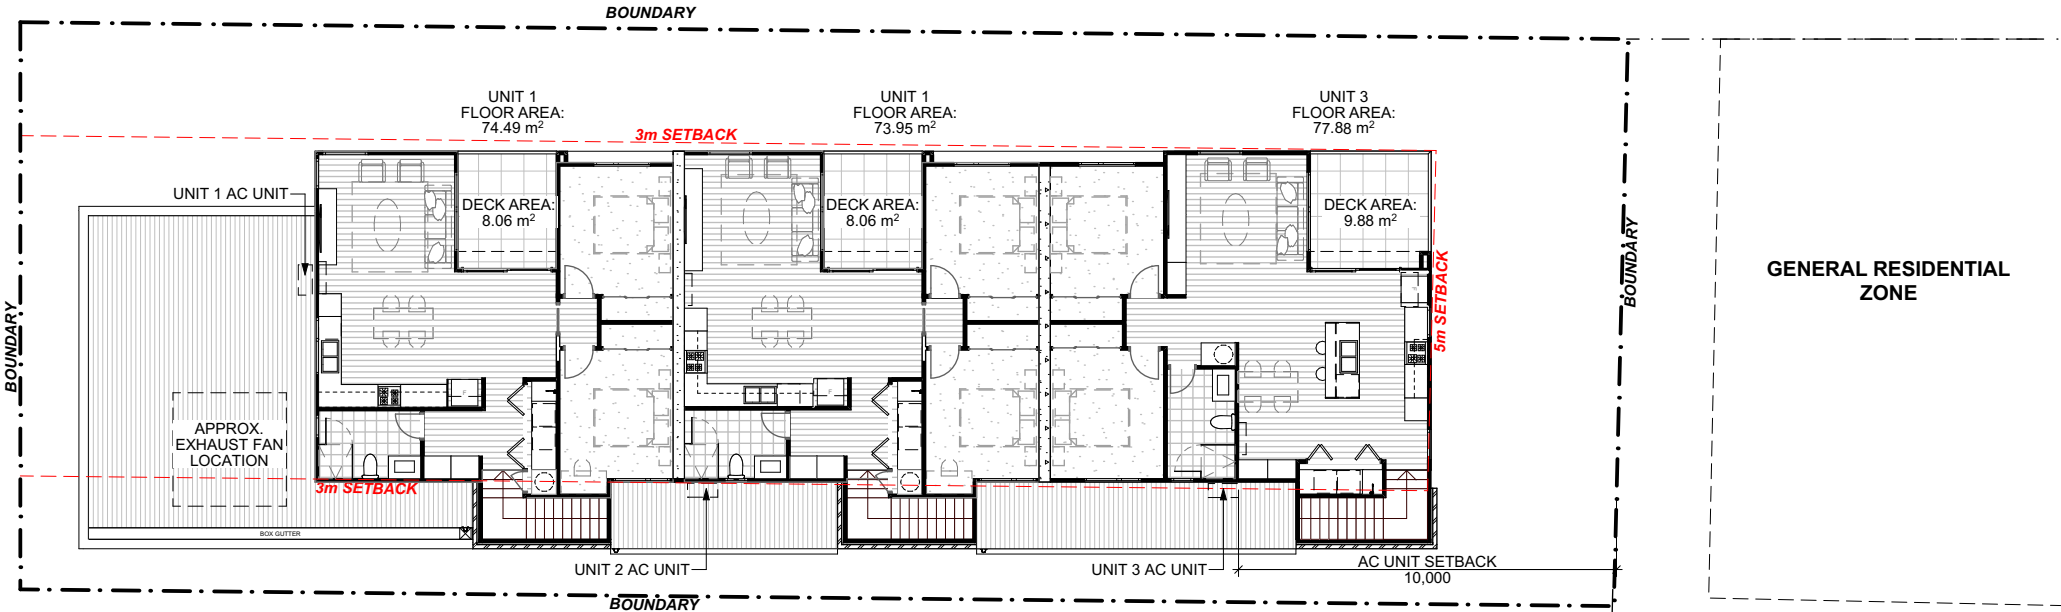 BOUNDARY
UNIT 1
FLOOR AREA:
74.49 m²
UNIT 1
FLOOR AREA:
73.95 m²
UNIT 3
FLOOR AREA:
77.88 m²
3m SETBACK
UNIT 1 AC UNIT
DECK AREA:
8.06 m²
DECK AREA:
8.06 m²
DECK AREA:
9.88 m²
BOUNDARY
BOUNDARY
5m SETBACK
GENERAL RESIDENTIAL
ZONE
APPROX.
EXHAUST FAN
LOCATION
3m SETBACK
BOX GUTTER
UNIT 2 AC UNIT
UNIT 3 AC UNIT
AC UNIT SETBACK
10,000
BOUNDARY